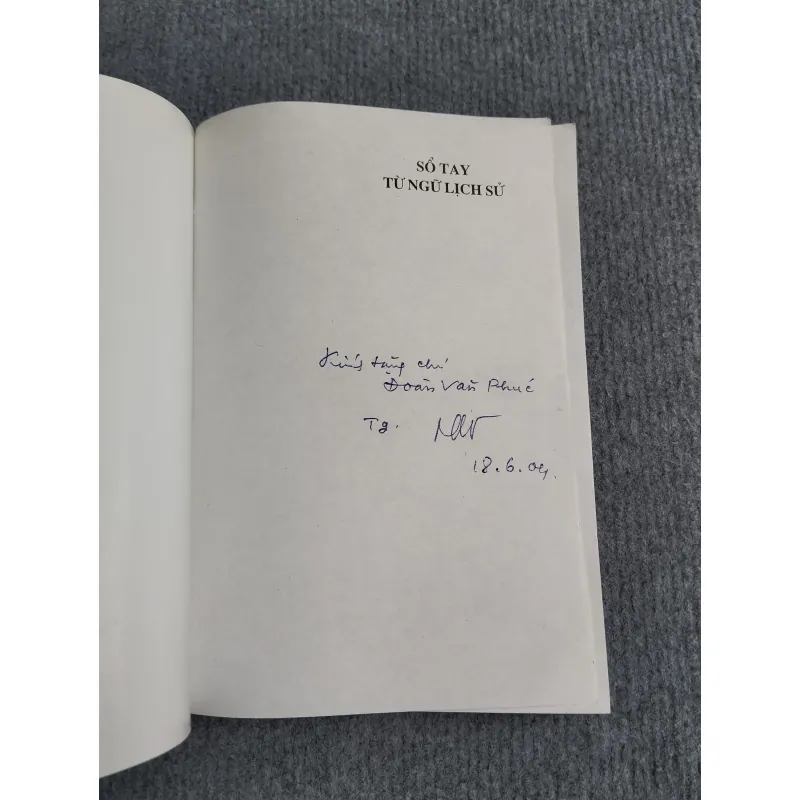 SỔ TAY
TỪ NGỮ LỊCH SỬ
Kính tặng chú
Đoàn Văn Phúc
Tg.
18.6.04.